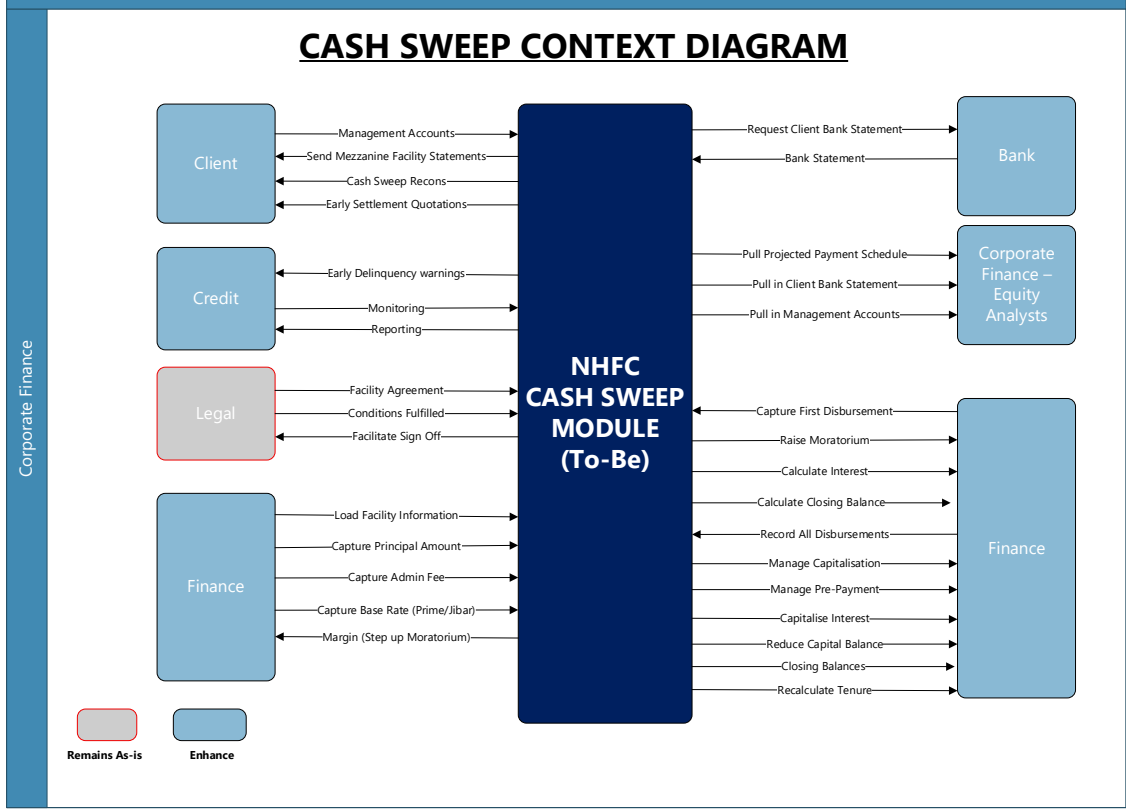 CASH SWEEP CONTEXT DIAGRAM
Corporate Finance
Client
Management Accounts
Send Mezzanine Facility Statements
Cash Sweep Recons
Early Settlement Quotations
Credit
Early Delinquency warnings
Monitoring
Reporting
Legal
Facility Agreement
Conditions Fulfilled
Facilitate Sign Off
Finance
Load Facility Information
Capture Principal Amount
Capture Admin Fee
Capture Base Rate (Prime/Jibar)
Margin (Step up Moratorium)
NHFC
CASH SWEEP
MODULE
(To-Be)
Request Client Bank Statement
Bank Statement
Bank
Pull Projected Payment Schedule
Pull in Client Bank Statement
Pull in Management Accounts
Corporate
Finance –
Equity
Analysts
Capture First Disbursement
Raise Moratorium
Calculate Interest
Calculate Closing Balance
Record All Disbursements
Manage Capitalisation
Manage Pre-Payment
Capitalise Interest
Reduce Capital Balance
Closing Balances
Recalculate Tenure
Finance
Remains As-is
Enhance